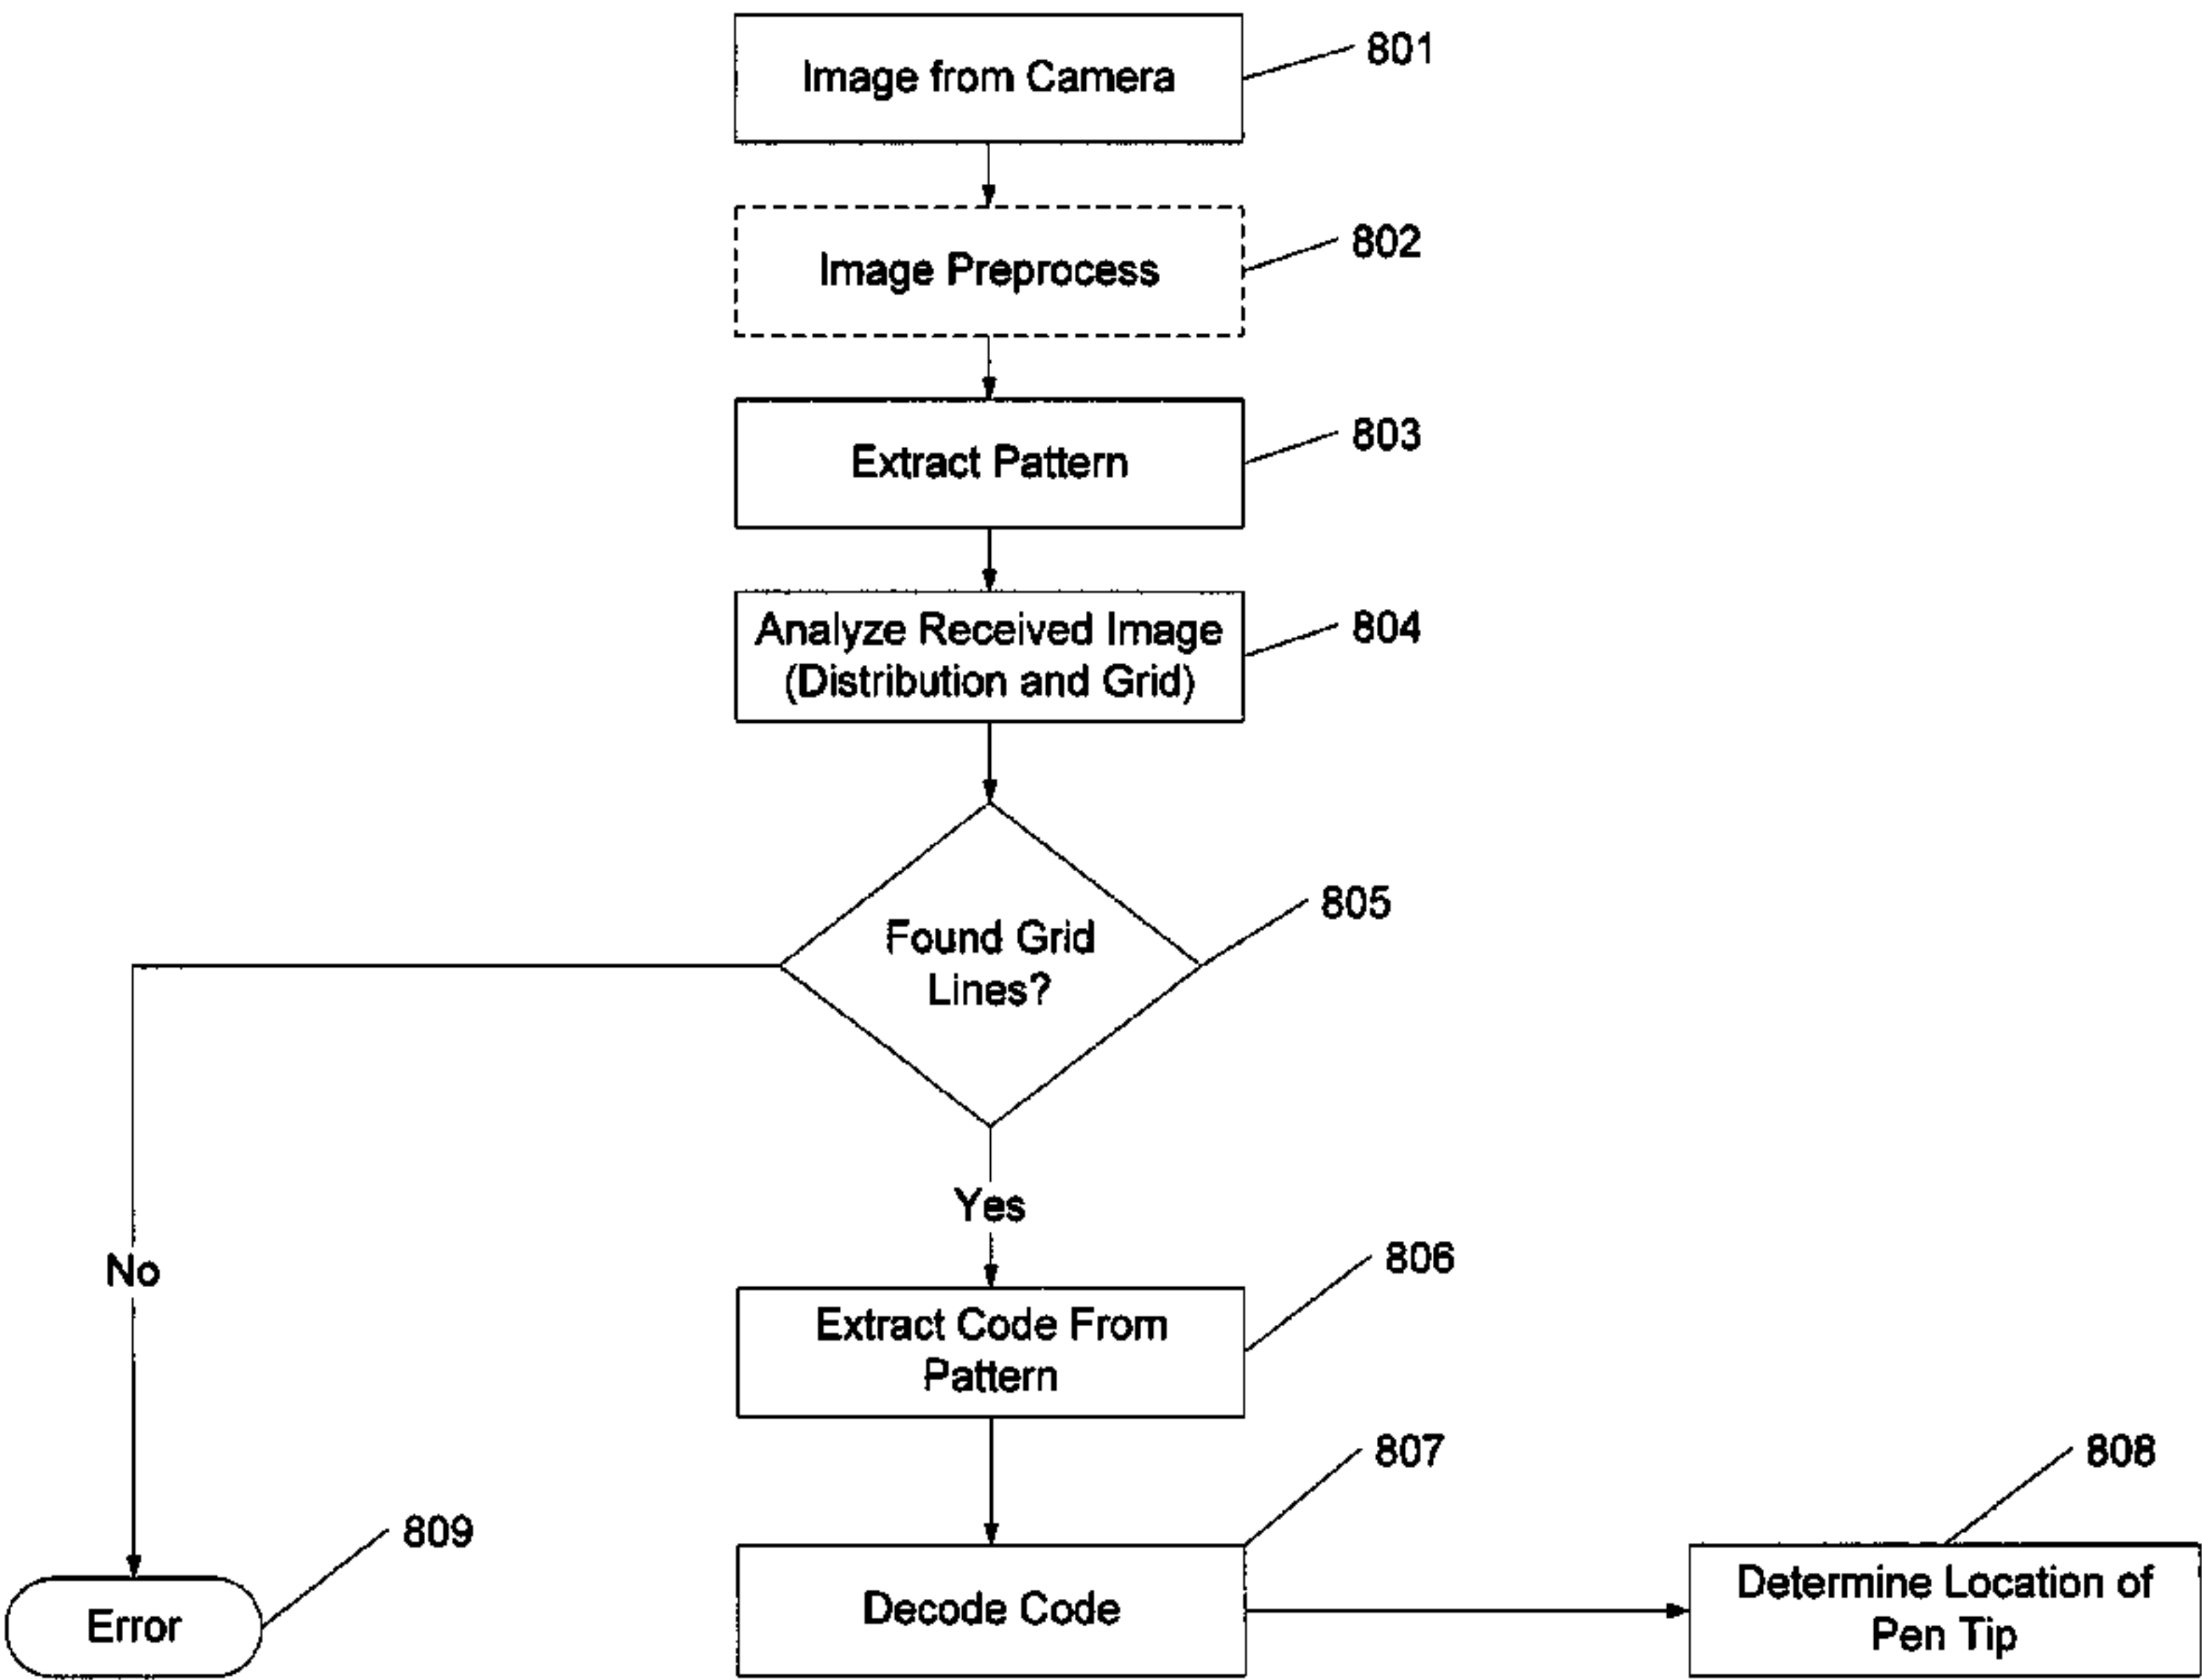 Image from Camera
801
Image Preprocess
802
Extract Pattern
803
Analyze Received Image
(Distribution and Grid)
804
Found Grid
Lines?
805
Yes
No
Extract Code From
Pattern
806
Decode Code
807
Determine Location of
Pen Tip
808
Error
809